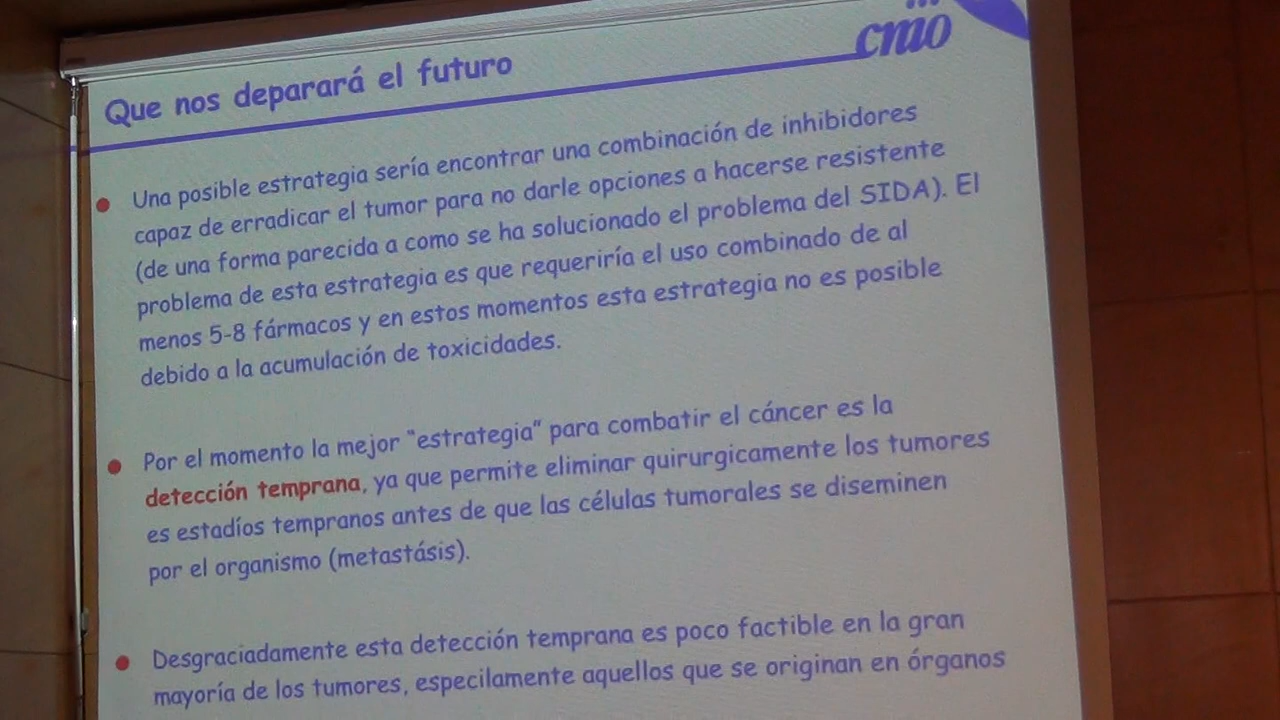 cnio
Que nos deparará el futuro
Una posible estrategia sería encontrar una combinación de inhibidores
capaz de erradicar el tumor para no darle opciones a hacerse resistente
(de una forma parecida a como se ha solucionado el problema del SIDA). El
problema de esta estrategia es que requeriría el uso combinado de al
menos 5-8 fármacos y en estos momentos esta estrategia no es posible
debido a la acumulación de toxicidades.
Por el momento la mejor "estrategia" para combatir el cáncer es la
detección temprana, ya que permite eliminar quirurgicamente los tumores
es estadíos tempranos antes de que las células tumorales se diseminen
por el organismo (metastásis).
Desgraciadamente esta detección temprana es poco factible en la gran
mayoría de los tumores, especilamente aquellos que se originan en órganos